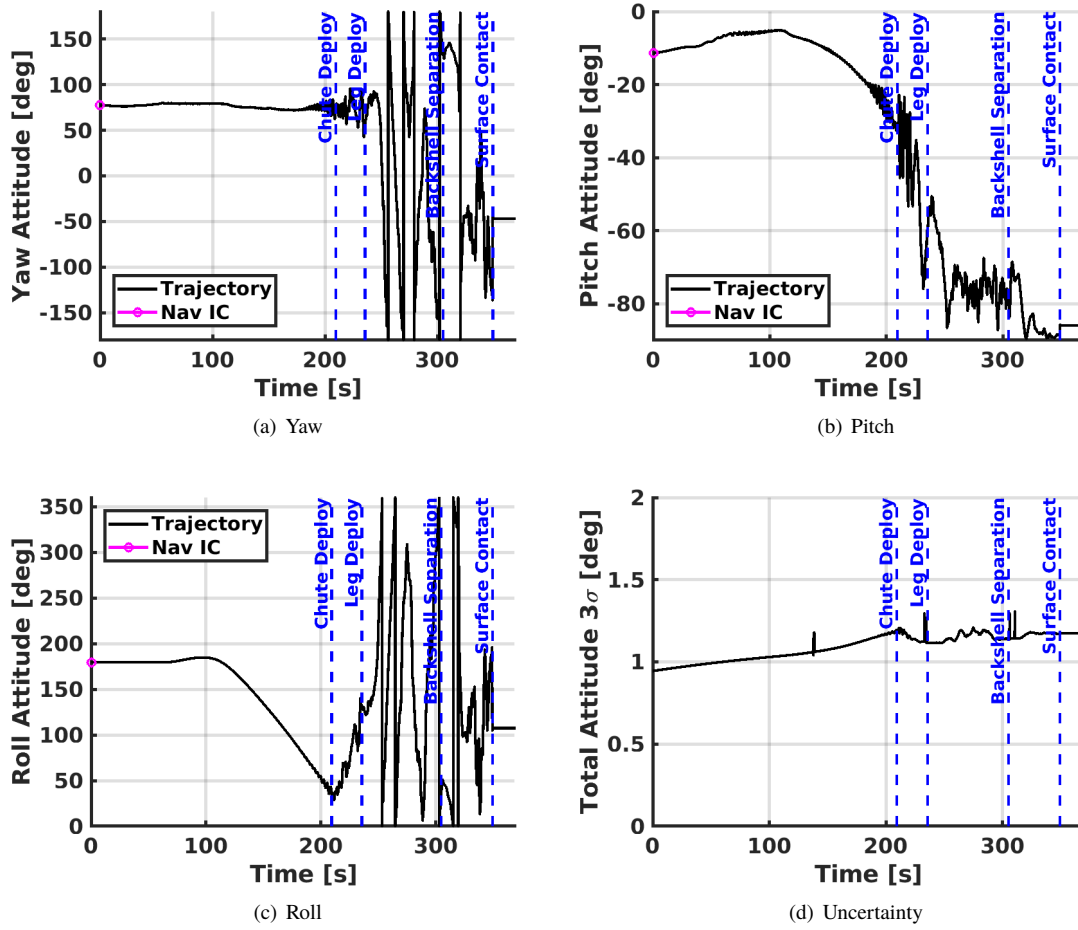 Yaw Attitude [deg]
150
100
50
0
-50
-100
-150
Chute Deploy
Leg Deploy
Backshell Separation
Surface Contact
Trajectory
Nav IC
0
100
200
300
Time [s]
(a) Yaw
Pitch Attitude [deg]
0
-20
-40
-60
-80
Chute Deploy
Leg Deploy
Backshell Separation
Surface Contact
Trajectory
Nav IC
0
100
200
300
Time [s]
(b) Pitch
Roll Attitude [deg]
350
300
250
200
150
100
50
0
Trajectory
Nav IC
Chute Deploy
Leg Deploy
Backshell Separation
Surface Contact
0
100
200
300
Time [s]
(c) Roll
Total Attitude 3σ [deg]
2
1.5
1
0.5
0
Chute Deploy
Leg Deploy
Backshell Separation
Surface Contact
0
100
200
300
Time [s]
(d) Uncertainty